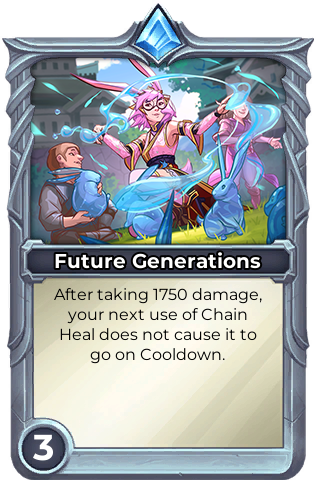 Future Generations
After taking 1750 damage,
your next use of Chain
Heal does not cause it to
go on Cooldown.
3